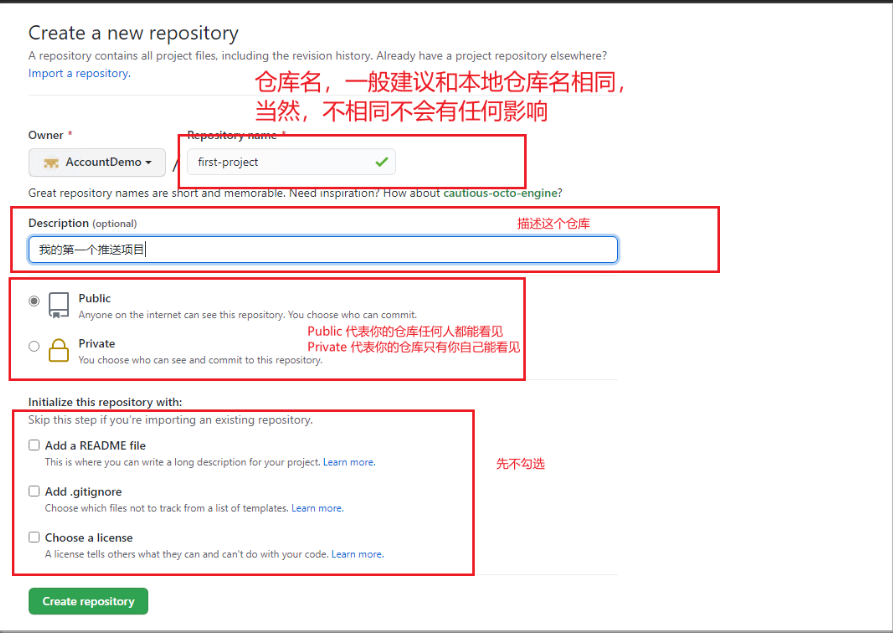 Create a new repository
A repository contains all project files, including the revision history. Already have a project repository elsewhere?
Import a repository.
仓库名，一般建议和本地仓库名相同，
当然，不相同不会有任何影响
Owner *
Repository name *
AccountDemo
/
first-project
Great repository names are short and memorable. Need inspiration? How about cautious-octo-engine?
Description (optional)
描述这个仓库
我的第一个推送项目
Public
Anyone on the internet can see this repository. You choose who can commit.
Public 代表你的仓库任何人都能看见
Private
Private 代表你的仓库只有你自己能看见
You choose who can see and commit to this repository.
Initialize this repository with:
Skip this step if you're importing an existing repository.
Add a README file
This is where you can write a long description for your project. Learn more.
先不勾选
Add .gitignore
Choose which files not to track from a list of templates. Learn more.
Choose a license
A license tells others what they can and can't do with your code. Learn more.
Create repository